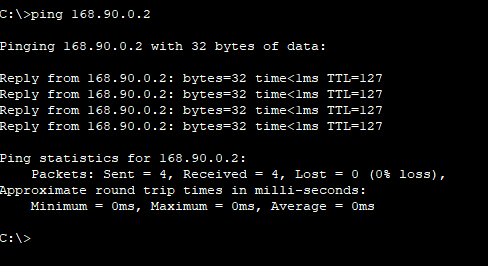 C:\>ping 168.90.0.2
Pinging 168.90.0.2 with 32 bytes of data:
Reply from 168.90.0.2: bytes=32 time<1ms TTL=127
Reply from 168.90.0.2: bytes=32 time<1ms TTL=127
Reply from 168.90.0.2: bytes=32 time<1ms TTL=127
Reply from 168.90.0.2: bytes=32 time<1ms TTL=127
Ping statistics for 168.90.0.2:
    Packets: Sent = 4, Received = 4, Lost = 0 (0% loss),
Approximate round trip times in milli-seconds:
    Minimum = 0ms, Maximum = 0ms, Average = 0ms
C:\>